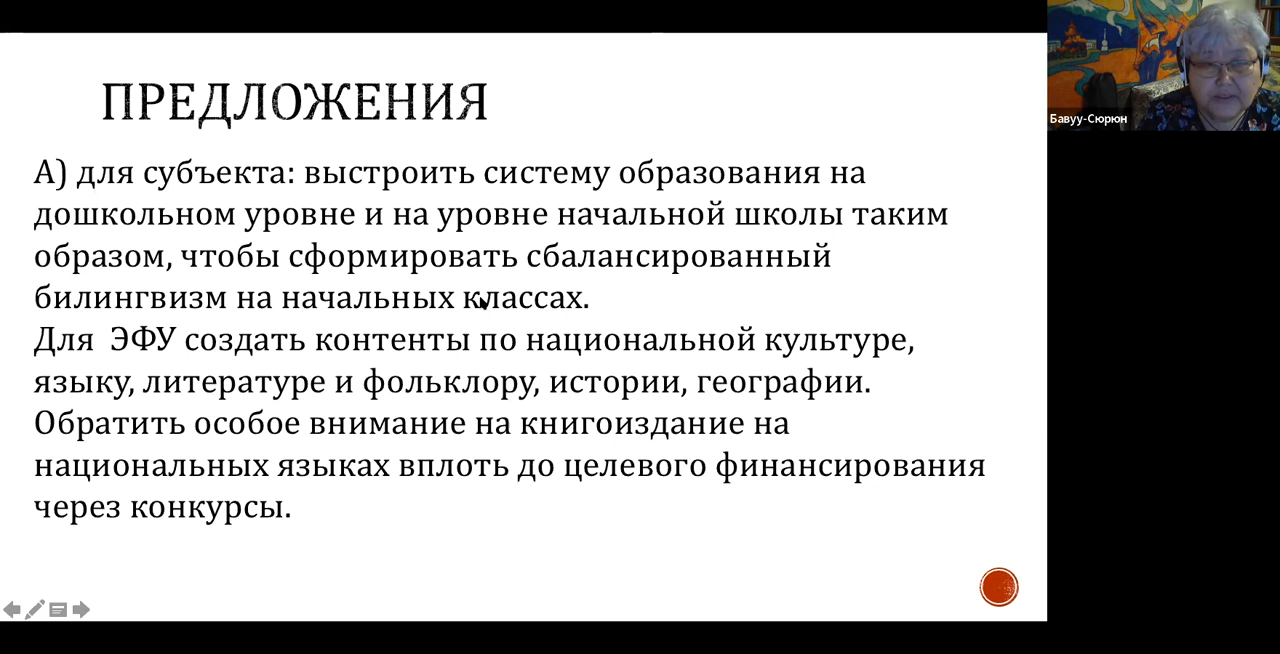 ПРЕДЛОЖЕНИЯ
А) для субъекта: выстроить систему образования на
дошкольном уровне и на уровне начальной школы таким
образом, чтобы сформировать сбалансированный
билингвизм на начальных классах.
Для ЭФУ создать контенты по национальной культуре,
языку, литературе и фольклору, истории, географии.
Обратить особое внимание на книгоиздание на
национальных языках вплоть до целевого финансирования
через конкурсы.
Бавуу-Сюрюн